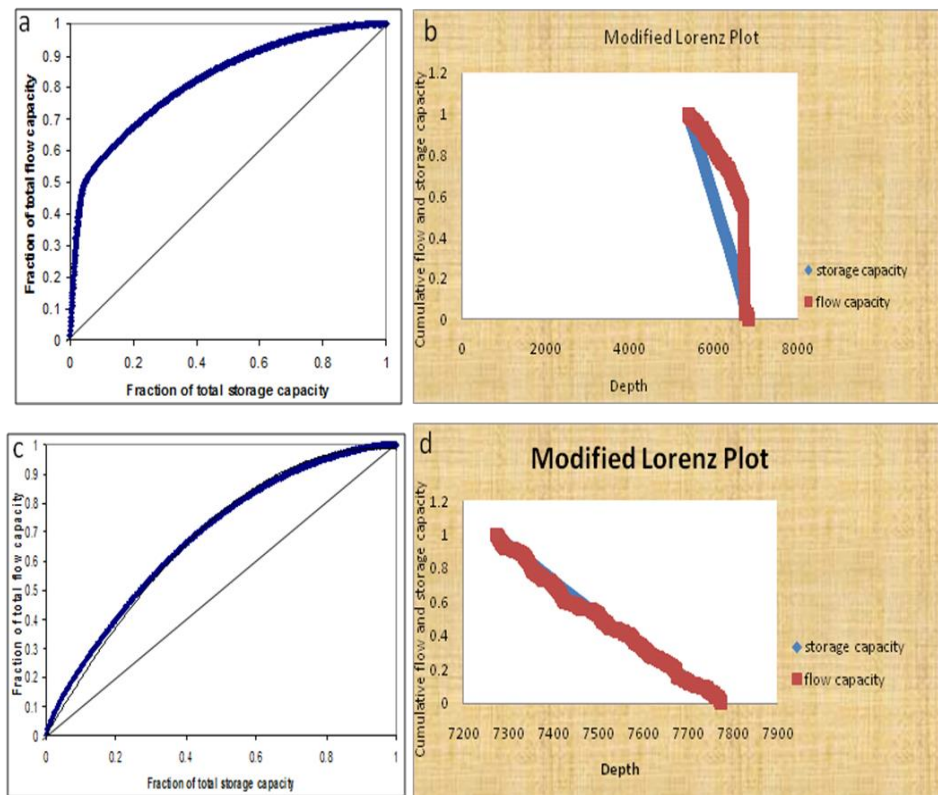 a
Fraction of total flow capacity
1
0.9
0.8
0.7
0.6
0.5
0.4
0.3
0.2
0.1
0
0 0.2 0.4 0.6 0.8 1
Fraction of total storage capacity
b
Modified Lorenz Plot
Cumulative flow and storage capacity
1.2
1
0.8
0.6
0.4
0.2
0
0 2000 4000 6000 8000
Depth
storage capacity
flow capacity
c
Fraction of total flow capacity
1
0.9
0.8
0.7
0.6
0.5
0.4
0.3
0.2
0.1
0
0 0.2 0.4 0.6 0.8 1
Fraction of total storage capacity
d
Modified Lorenz Plot
Cumulative flow and storage capacity
1.2
1
0.8
0.6
0.4
0.2
0
7200 7300 7400 7500 7600 7700 7800 7900
Depth
storage capacity
flow capacity